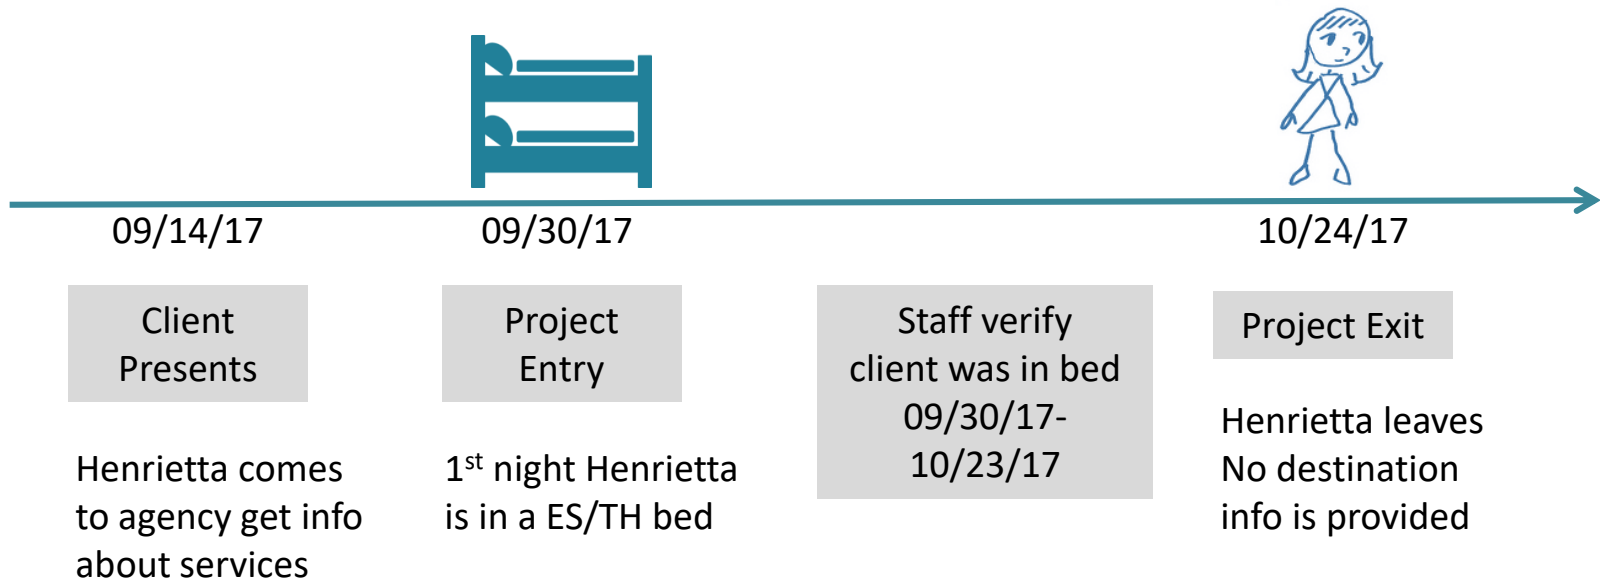 09/14/17
09/30/17
10/24/17
Client
Presents
Project
Entry
Staff verify
client was in bed
09/30/17-
10/23/17
Project Exit
Henrietta comes
to agency get info
about services
1st night Henrietta
is in a ES/TH bed
Henrietta leaves
No destination
info is provided